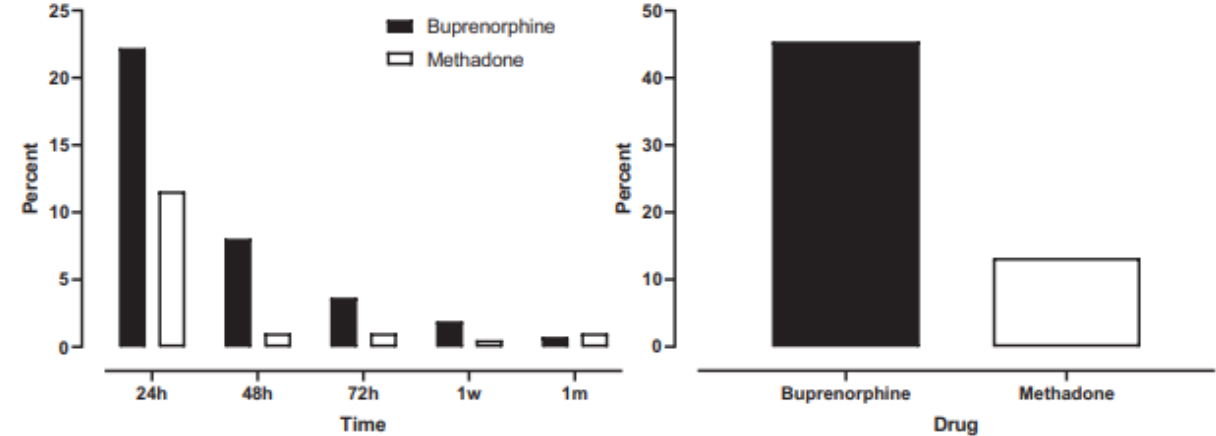 Percent
25
20
15
10
5
0
Buprenorphine
Methadone
24h 48h 72h 1w 1m
Time
Percent
50
40
30
20
10
0
Buprenorphine Methadone
Drug